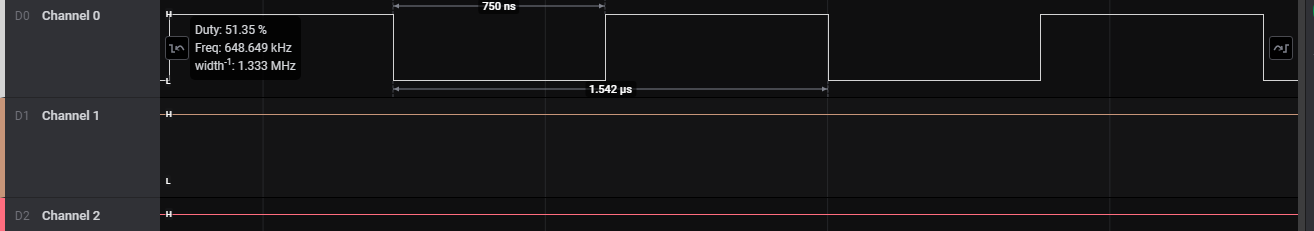 D0 Channel 0
H
L
750 ns
Duty: 51.35 %
Freq: 648.649 kHz
width-1: 1.333 MHz
1.542 µs
D1 Channel 1
H
L
D2 Channel 2
H